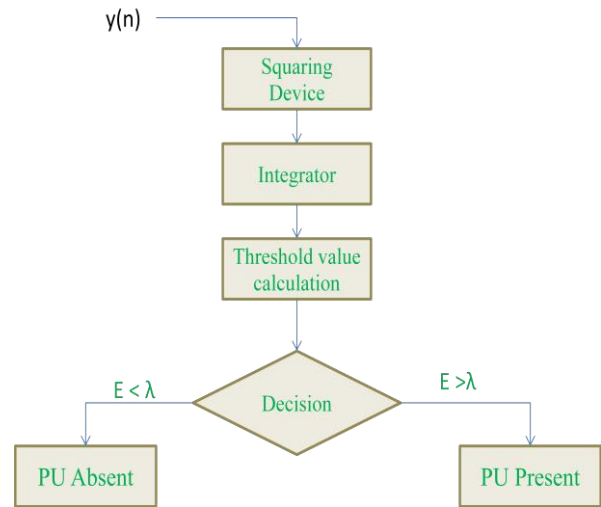 y(n)
Squaring
Device
Integrator
Threshold value
calculation
Decision
E < λ
E >λ
PU Absent
PU Present